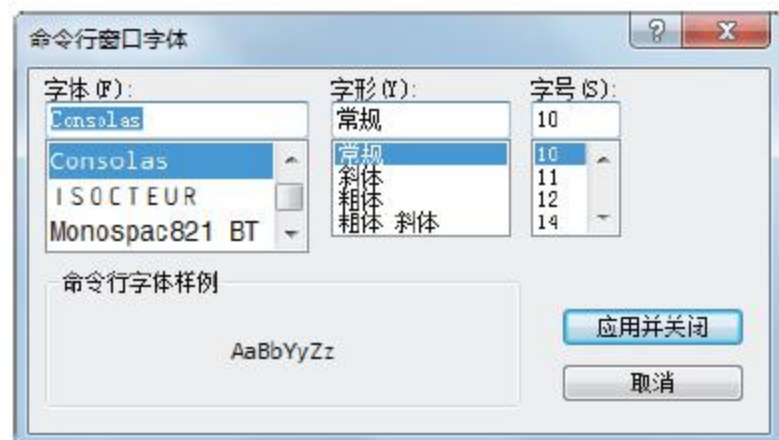 命令行窗口字体
字体(F):
字形(Y):
字号(S):
Consolas
常规
10
Consolas
ISOCTEUR
Monospac821 BT
常规
斜体
粗体
粗体 斜体
10
11
12
14
命令行字体样例
AaBbYyZz
应用并关闭
取消